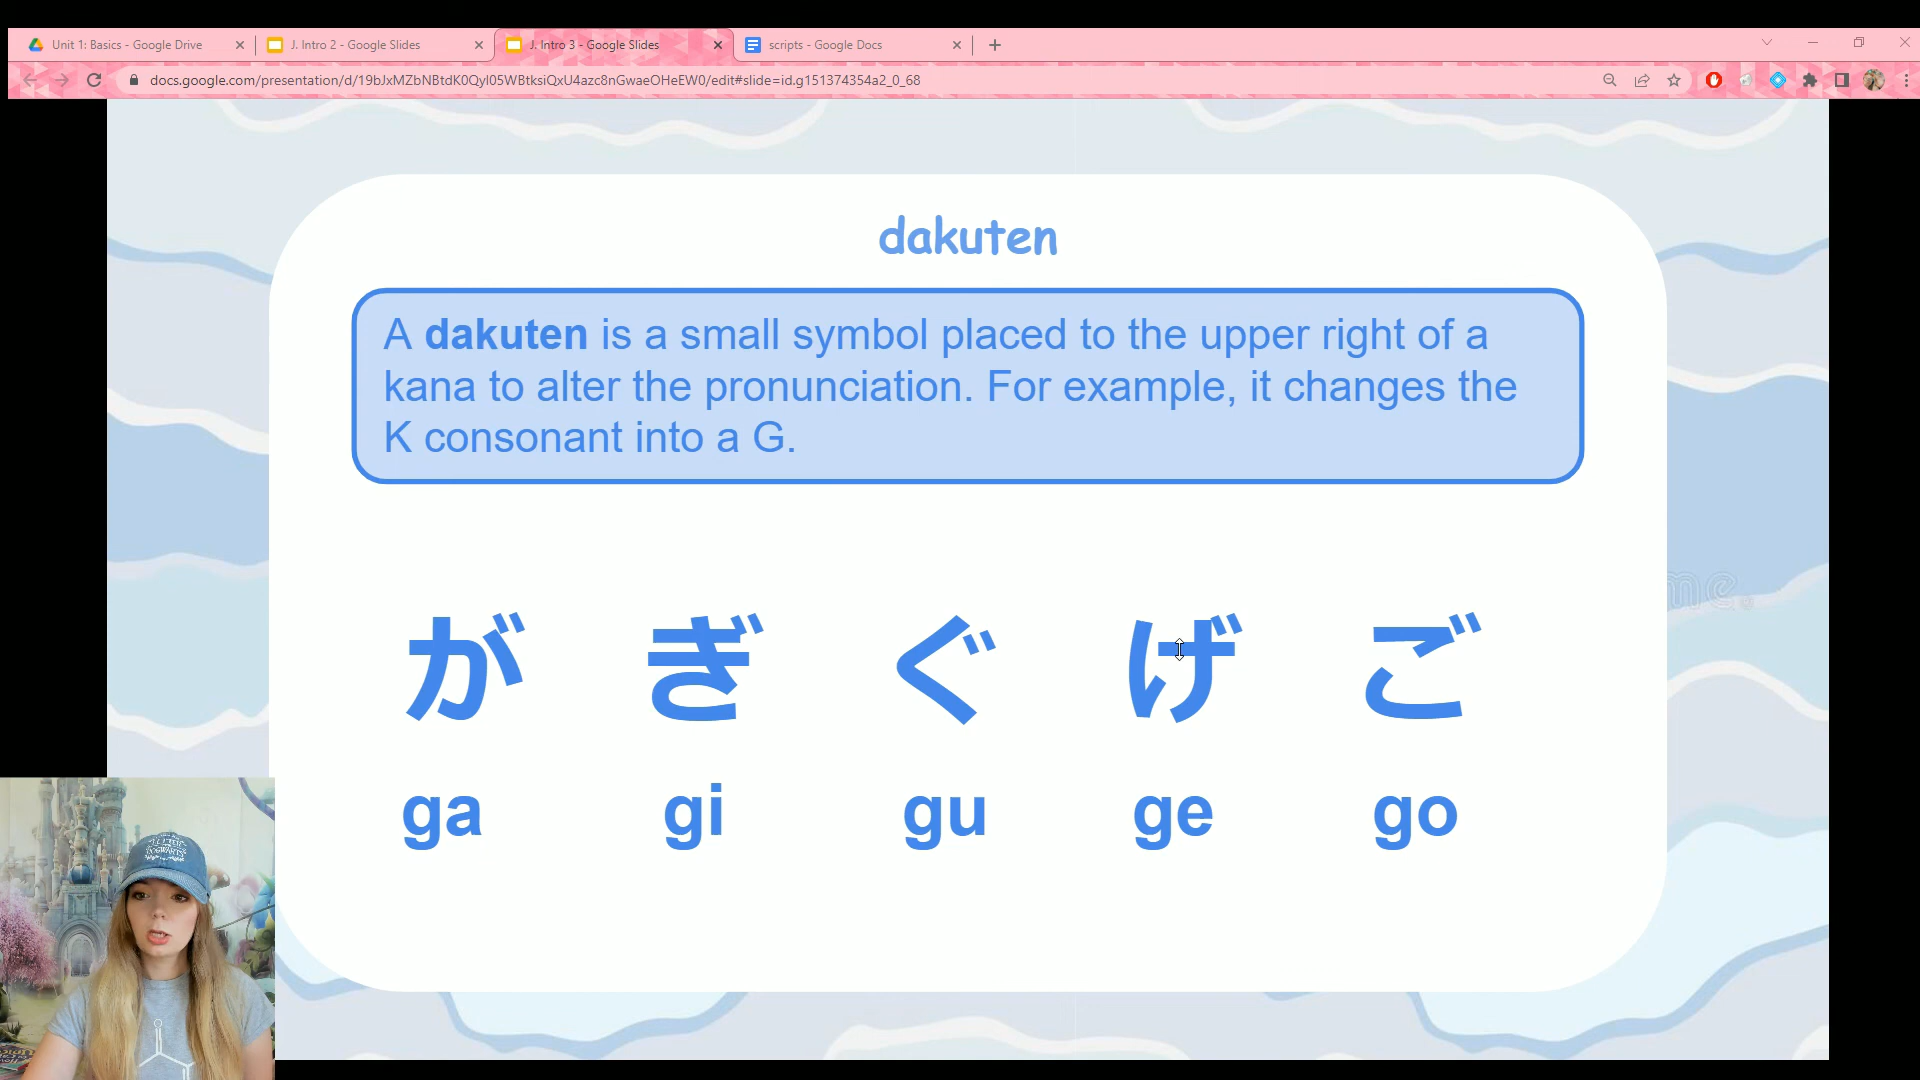 Unit 1: Basics - Google Drive
J. Intro 2 - Google Slides
J. Intro 3 - Google Slides
scripts - Google Docs
docs.google.com/presentation/d/19bJxMZbNBtdK0QyI05WBtksiQxU4azc8nGwaeOHeEW0/edit#slide=id.g151374354a2_0_68
dakuten
A dakuten is a small symbol placed to the upper right of a
kana to alter the pronunciation. For example, it changes the
K consonant into a G.
が ぎ ぐ げ ご
ga gi gu ge go